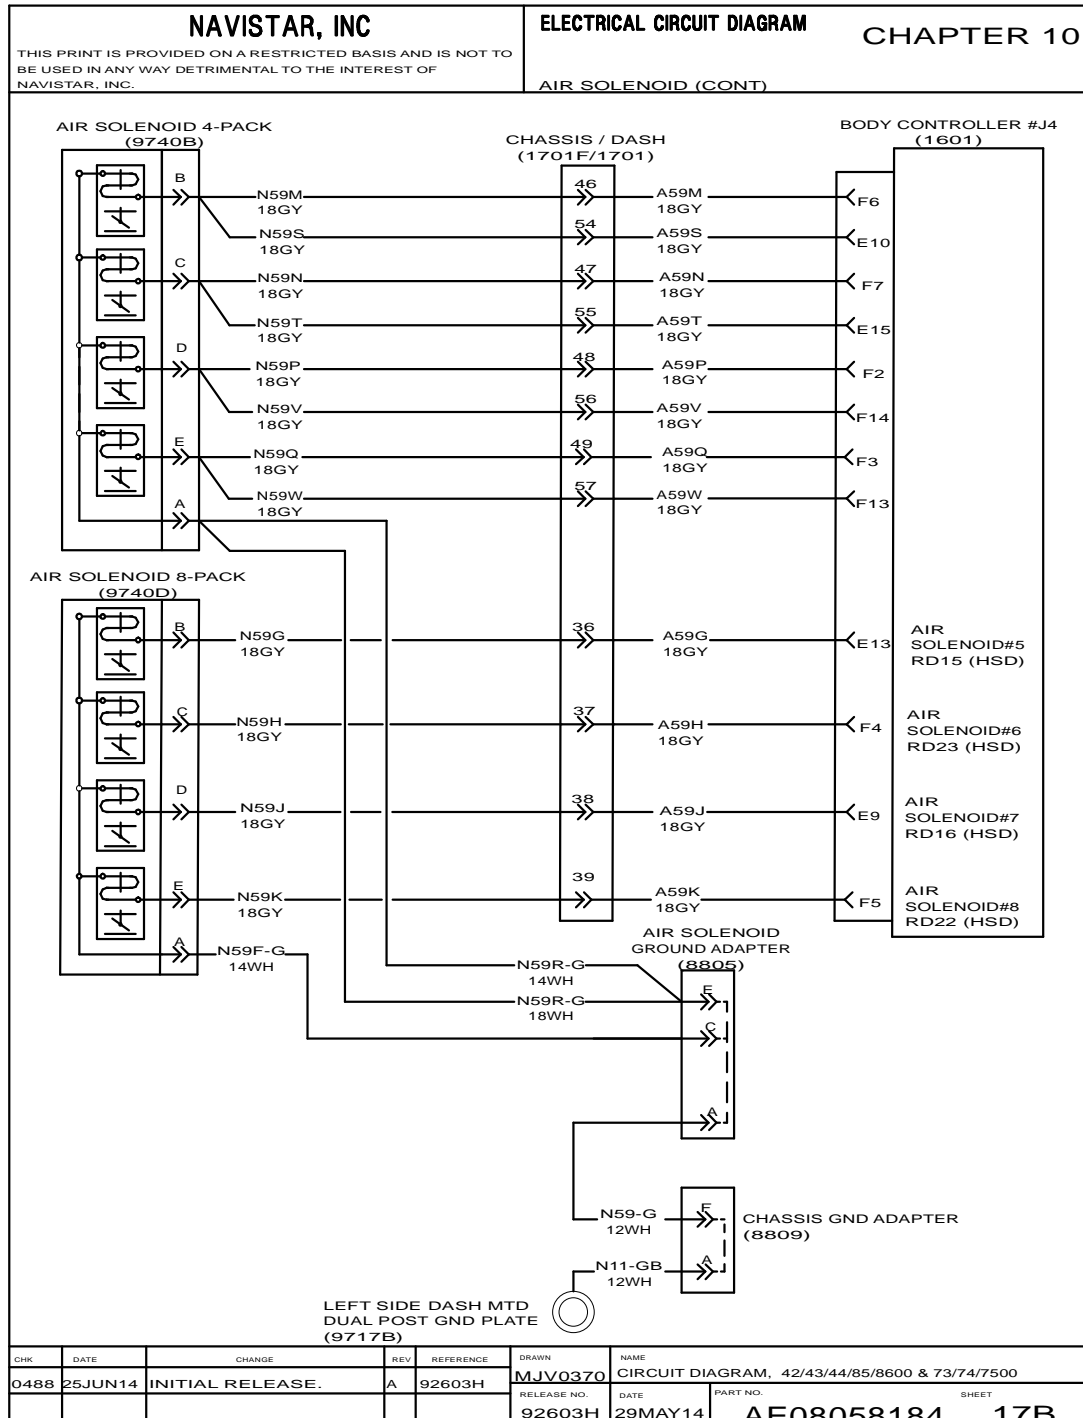 NAVISTAR, INC
THIS PRINT IS PROVIDED ON A RESTRICTED BASIS AND IS NOT TO
BE USED IN ANY WAY DETRIMENTAL TO THE INTEREST OF
NAVISTAR, INC.
ELECTRICAL CIRCUIT DIAGRAM
CHAPTER 10
AIR SOLENOID (CONT)
AIR SOLENOID 4-PACK
(9740B)
CHASSIS / DASH
(1701F/1701)
BODY CONTROLLER #J4
(1601)
B
N59M
18GY
46
A59M
18GY
F6
N59S
18GY
54
A59S
18GY
E10
C
N59N
18GY
47
A59N
18GY
F7
N59T
18GY
55
A59T
18GY
E15
D
N59P
18GY
48
A59P
18GY
F2
N59V
18GY
56
A59V
18GY
F14
E
N59Q
18GY
49
A59Q
18GY
F3
N59W
18GY
57
A59W
18GY
F13
A
AIR SOLENOID 8-PACK
(9740D)
B
N59G
18GY
36
A59G
18GY
E13
AIR
SOLENOID#5
RD15 (HSD)
C
N59H
18GY
37
A59H
18GY
F4
AIR
SOLENOID#6
RD23 (HSD)
D
N59J
18GY
38
A59J
18GY
E9
AIR
SOLENOID#7
RD16 (HSD)
E
N59K
18GY
39
A59K
18GY
F5
AIR
SOLENOID#8
RD22 (HSD)
A
N59F-G
14WH
AIR SOLENOID
GROUND ADAPTER
(8805)
N59R-G
14WH
N59R-G
18WH
E
C
A
N59-G
12WH
F
CHASSIS GND ADAPTER
(8809)
N11-GB
12WH
A
LEFT SIDE DASH MTD
DUAL POST GND PLATE
(9717B)
CHK DATE CHANGE REV REFERENCE
0488 25JUN14 INITIAL RELEASE. A 92603H
DRAWN
MJV0370
NAME
CIRCUIT DIAGRAM, 42/43/44/85/8600 & 73/74/7500
RELEASE NO.
92603H
DATE
29MAY14
PART NO.
AE08058184
SHEET
17B